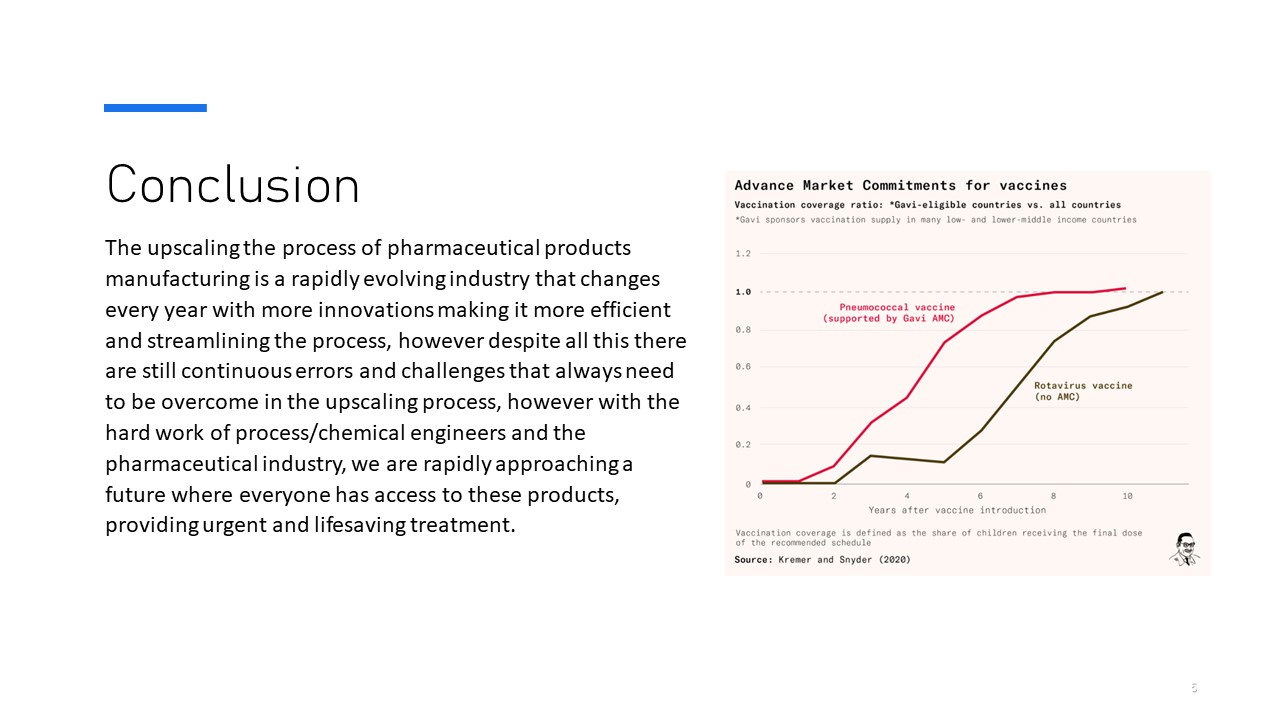 Conclusion
The upscaling the process of pharmaceutical products
manufacturing is a rapidly evolving industry that changes
every year with more innovations making it more efficient
and streamlining the process, however despite all this there
are still continuous errors and challenges that always need
to be overcome in the upscaling process, however with the
hard work of process/chemical engineers and the
pharmaceutical industry, we are rapidly approaching a
future where everyone has access to these products,
providing urgent and lifesaving treatment.
Advance Market Commitments for vaccines
Vaccination coverage ratio: *Gavi-eligible countries vs. all countries
*Gavi sponsors vaccination supply in many low- and lower-middle income countries
1.2
1.0
Pneumococcal vaccine
(supported by Gavi AMC)
0.8
0.6
Rotavirus vaccine
(no AMC)
0.4
0.2
0
0 2 4 6 8 10
Years after vaccine introduction
Vaccination coverage is defined as the share of children receiving the final dose
of the recommended schedule
Source: Kremer and Snyder (2020)
5